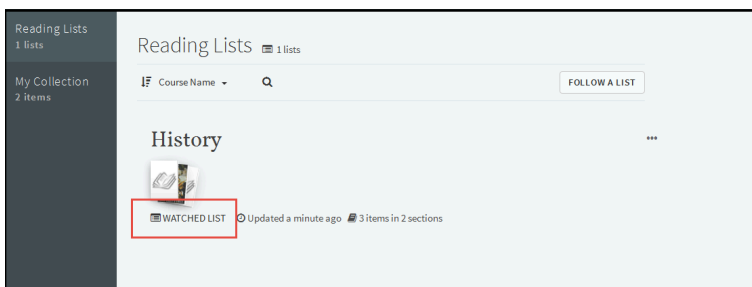 Reading Lists
1 lists
My Collection
2 items
Reading Lists 1 lists
Course Name FOLLOW A LIST
History
WATCHED LIST Updated a minute ago 3 items in 2 sections